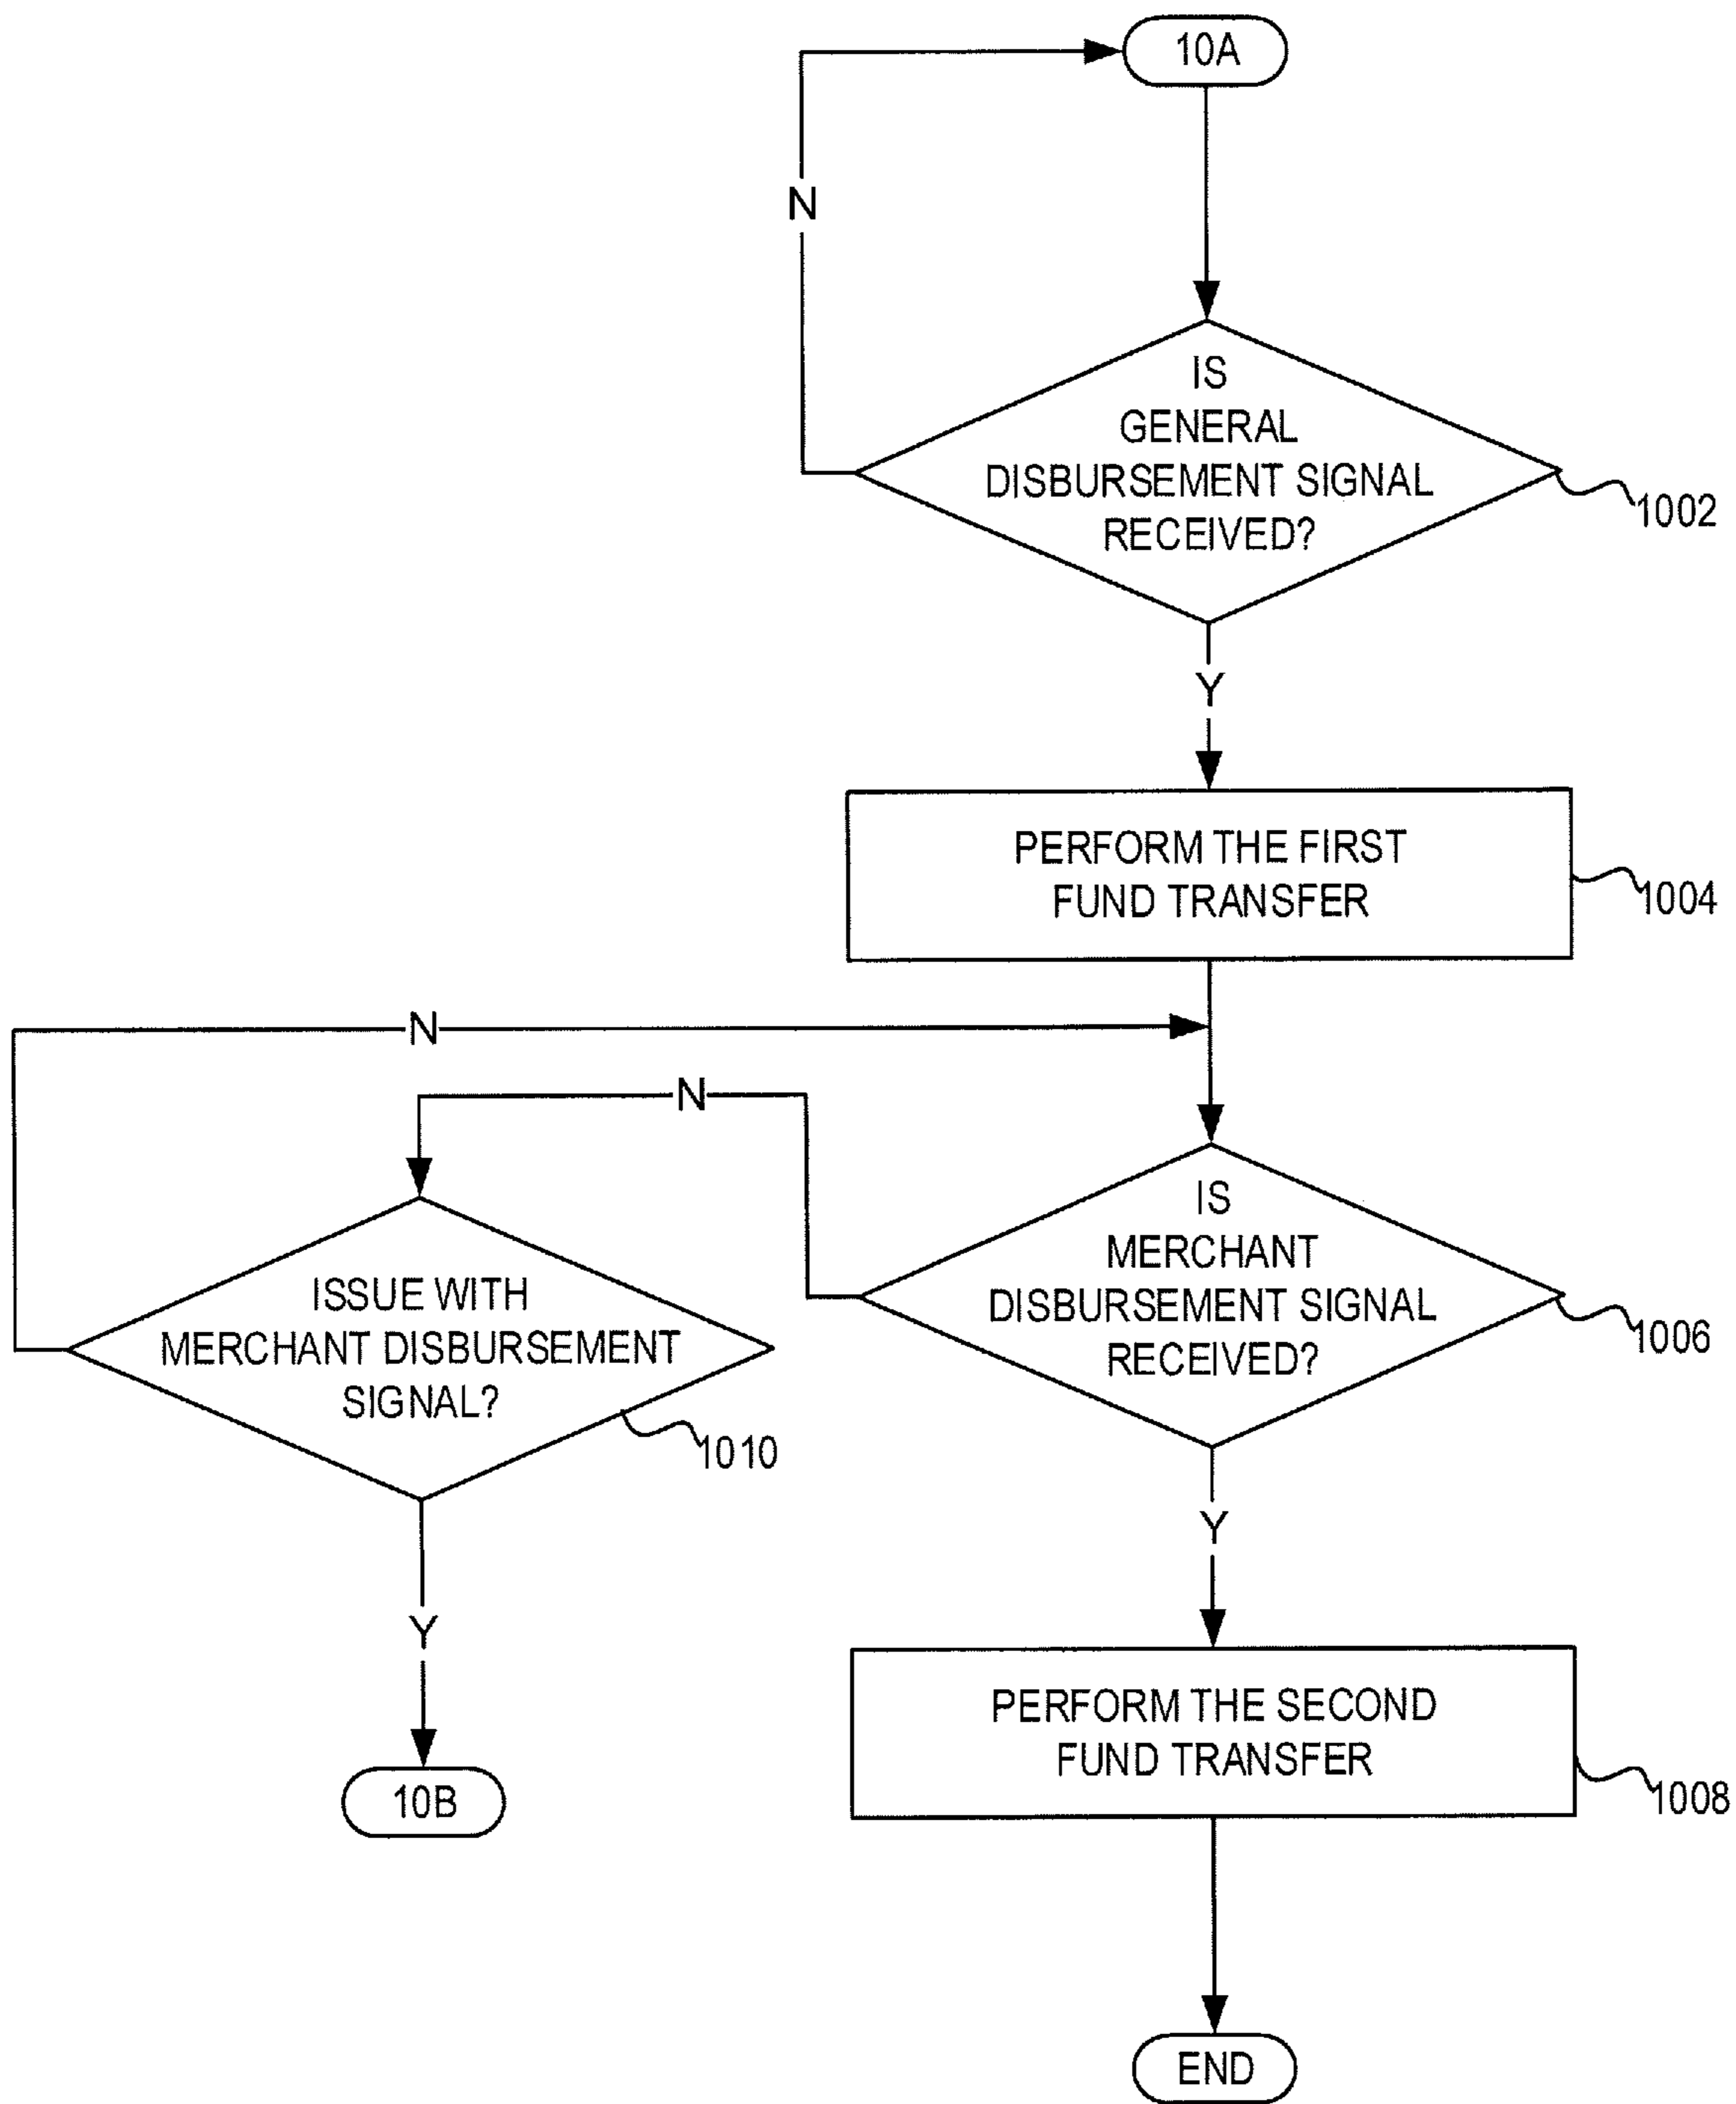 10A
N
IS
GENERAL
DISBURSEMENT SIGNAL
RECEIVED?
1002
Y
PERFORM THE FIRST
FUND TRANSFER
1004
N
N
IS
MERCHANT
DISBURSEMENT SIGNAL
RECEIVED?
1006
ISSUE WITH
MERCHANT DISBURSEMENT
SIGNAL?
1010
Y
Y
PERFORM THE SECOND
FUND TRANSFER
1008
10B
END